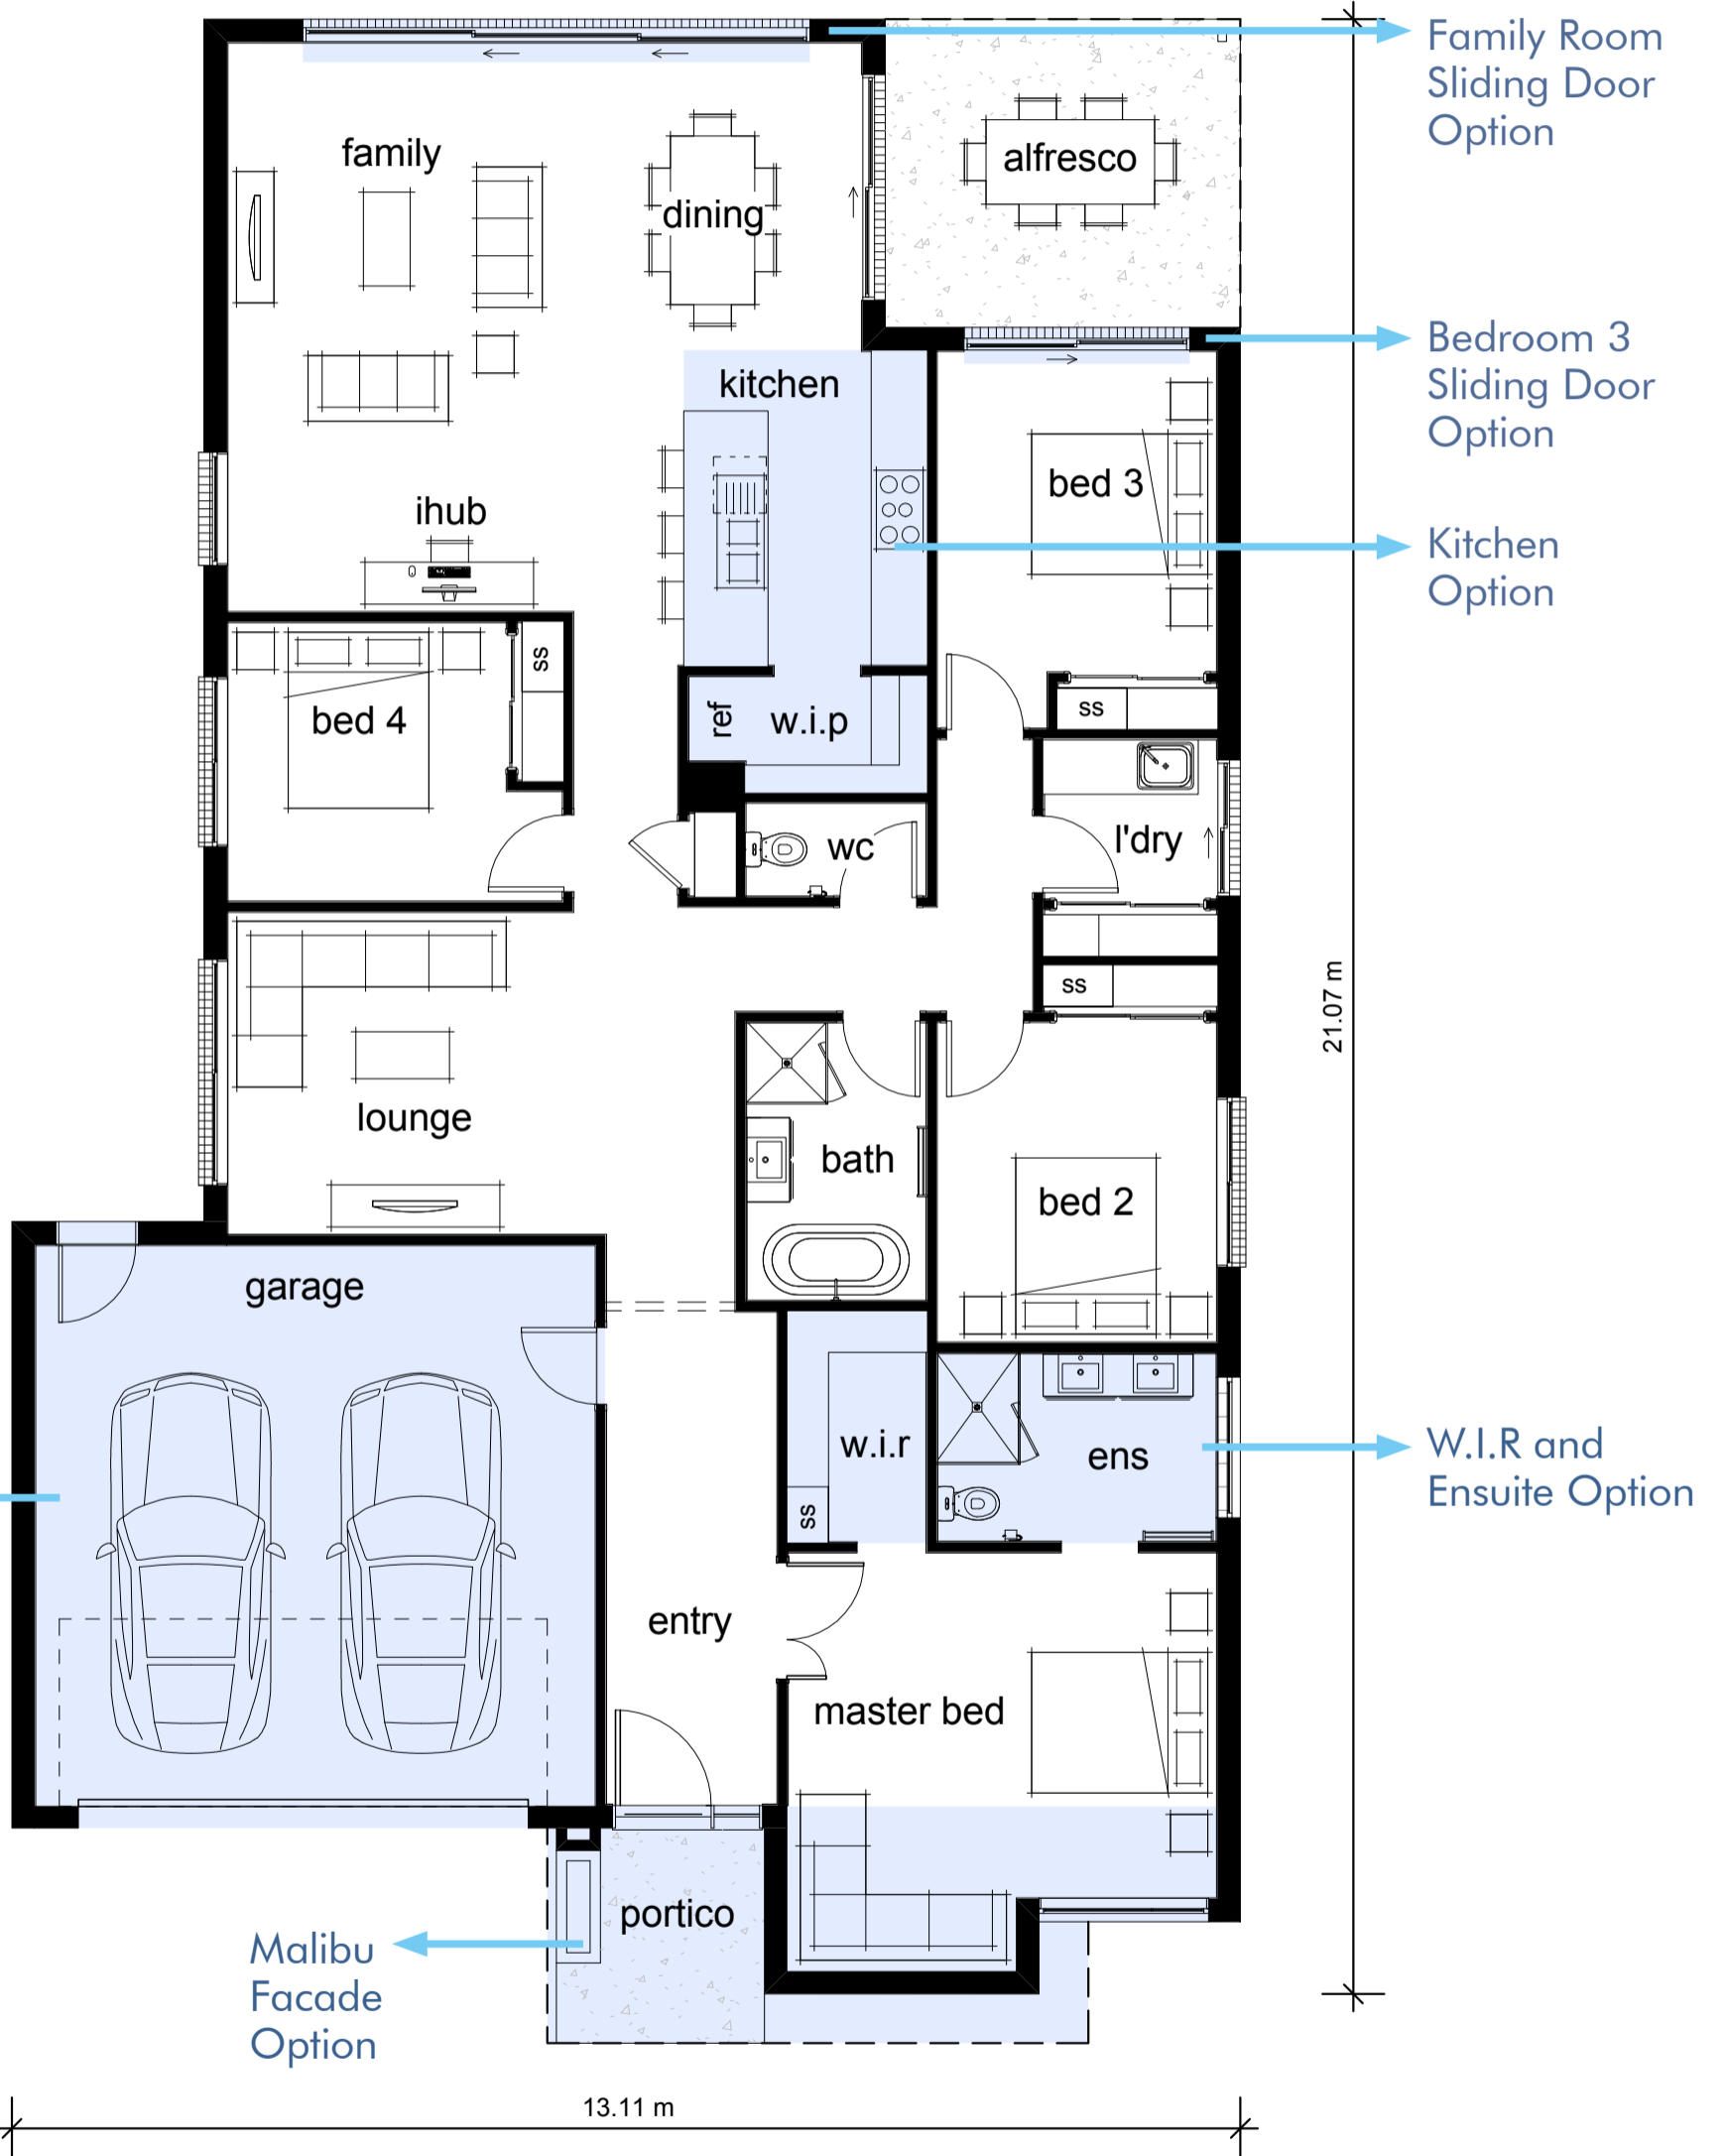 Family Room
Sliding Door
Option
family
alfresco
dining
Bedroom 3
Sliding Door
Option
kitchen
bed 3
ihub
Kitchen
Option
ss
bed 4
ref
w.i.p
ss
wc
l'dry
ss
21.07 m
lounge
bath
bed 2
garage
w.i.r
ens
W.I.R and
Ensuite Option
ss
entry
master bed
portico
Malibu
Facade
Option
13.11 m